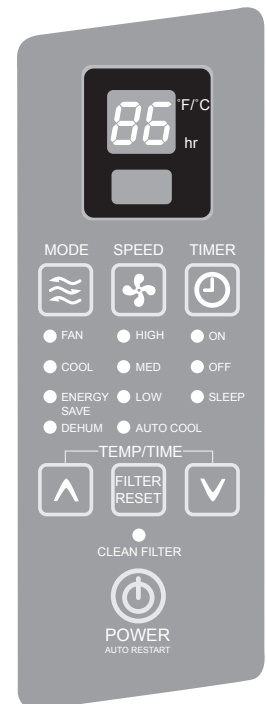 86 °F/°C
hr
MODE SPEED TIMER
FAN HIGH ON
COOL MED OFF
ENERGY SAVE LOW SLEEP
DEHUM AUTO COOL
TEMP/TIME
FILTER
RESET
CLEAN FILTER
POWER
AUTO RESTART